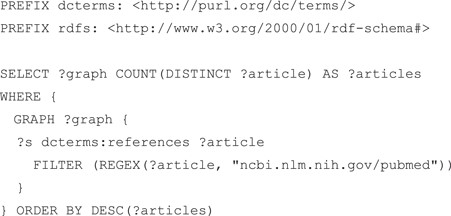 PREFIX dcterms: <http://purl.org/dc/terms/>
PREFIX rdfs: <http://www.w3.org/2000/01/rdf-schema#>
SELECT ?graph COUNT(DISTINCT ?article) AS ?articles
WHERE {
GRAPH ?graph {
?s dcterms:references ?article
FILTER (REGEX(?article, "ncbi.nlm.nih.gov/pubmed"))
}
} ORDER BY DESC(?articles)